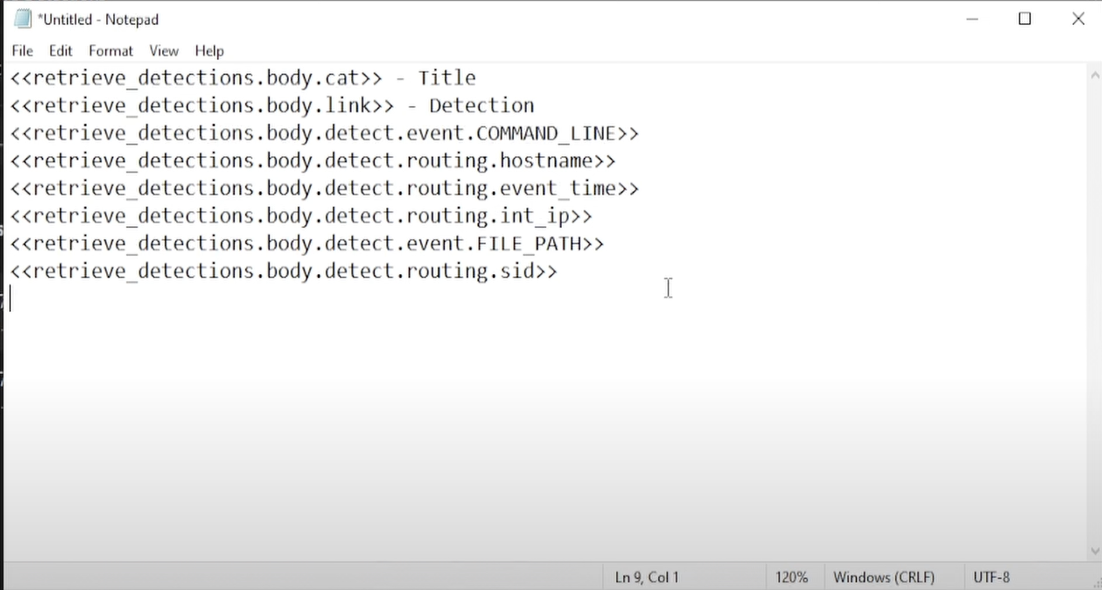 *Untitled - Notepad
File Edit Format View Help
<<retrieve_detections.body.cat>> - Title
<<retrieve_detections.body.link>> - Detection
<<retrieve_detections.body.detect.event.COMMAND_LINE>>
<<retrieve_detections.body.detect.routing.hostname>>
<<retrieve_detections.body.detect.routing.event_time>>
<<retrieve_detections.body.detect.routing.int_ip>>
<<retrieve_detections.body.detect.event.FILE_PATH>>
<<retrieve_detections.body.detect.routing.sid>>
Ln 9, Col 1 120% Windows (CRLF) UTF-8